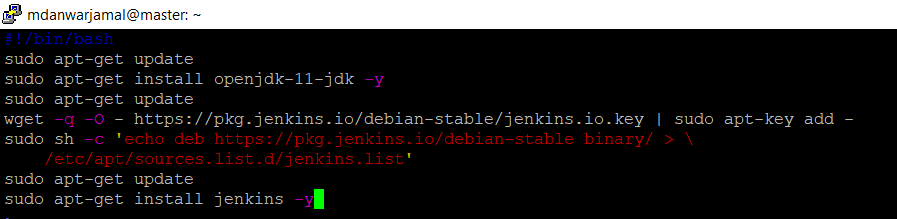 mdanwarjamal@master: ~
#!/bin/bash
sudo apt-get update
sudo apt-get install openjdk-11-jdk -y
sudo apt-get update
wget -q -O - https://pkg.jenkins.io/debian-stable/jenkins.io.key | sudo apt-key add -
sudo sh -c 'echo deb https://pkg.jenkins.io/debian-stable binary/ > \
    /etc/apt/sources.list.d/jenkins.list'
sudo apt-get update
sudo apt-get install jenkins -y